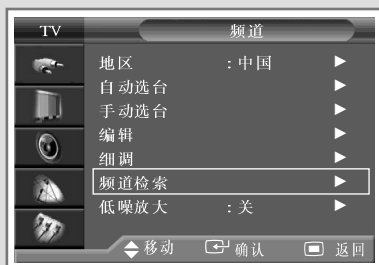 TV 频道
地区 :中国
自动选台
手动选台
编辑
细调
频道检索
低噪放大 :关
移动 确认 返回